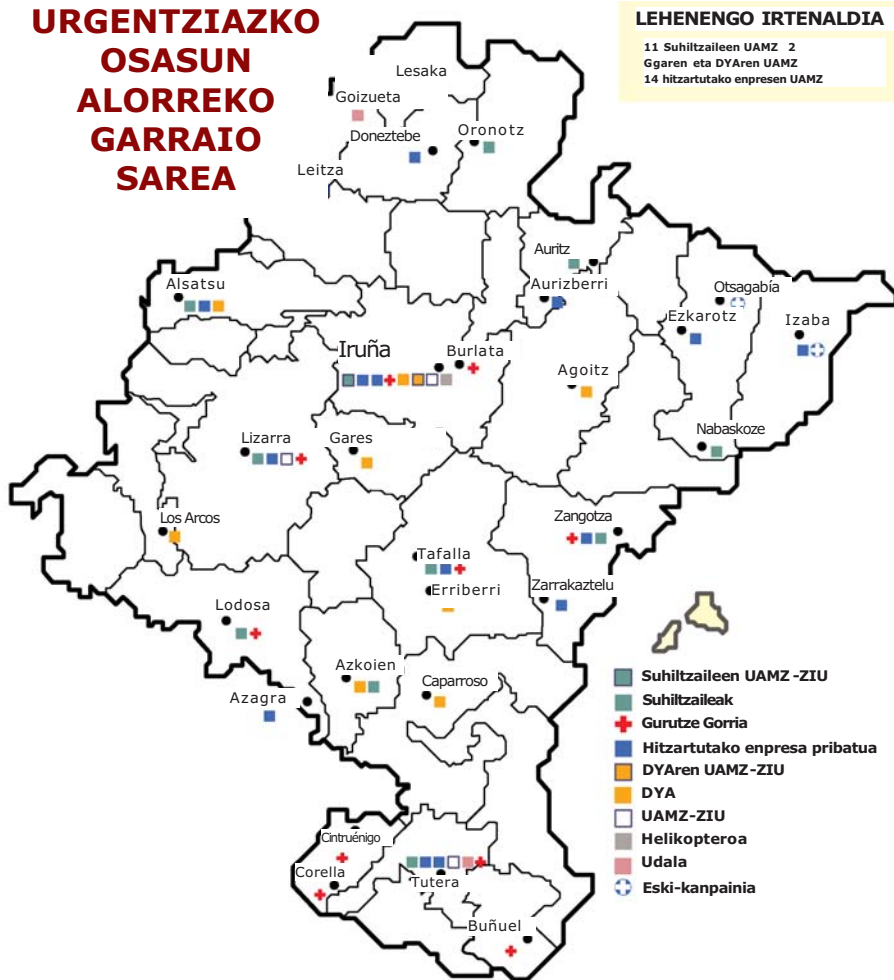 URGENTZIAZKO
OSASUN
ALORREKO
GARRAIO
SAREA
LEHENENGO IRTENALDIA
11 Suhiltzaileen UAMZ 2
Ggaren eta DYAren UAMZ
14 hitzartutako enpresen UAMZ
Lesaka
Goizueta
Doneztebe
Oronotz
Leitza
Auritz
Alsatsu
Aurizberri
Otsagabía
Ezkarotz
Izaba
Iruña
Burlata
Agoitz
Nabaskoze
Lizarra
Gares
Los Arcos
Zangotza
Tafalla
Erriberri
Zarrakaztelu
Lodosa
Azkoien
Caparroso
Azagra
Cintruénigo
Corella
Tutera
Buñuel
Suhiltzaileen UAMZ -ZIU
Suhiltzaileak
Gurutze Gorria
Hitzartutako enpresa pribatua
DYAren UAMZ-ZIU
DYA
UAMZ-ZIU
Helikopteroa
Udala
Eski-kanpainia